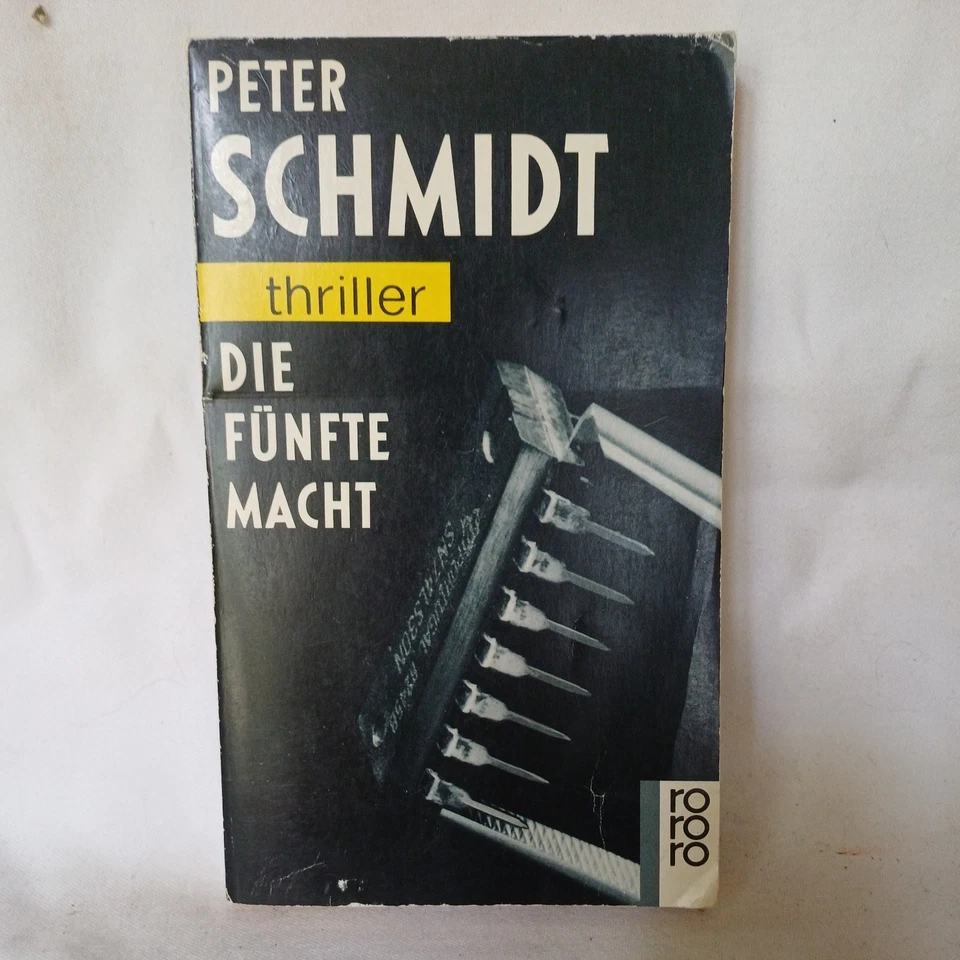 PETER
SCHMIDT
thriller
DIE
FÜNFTE
MACHT
ro
ro
ro